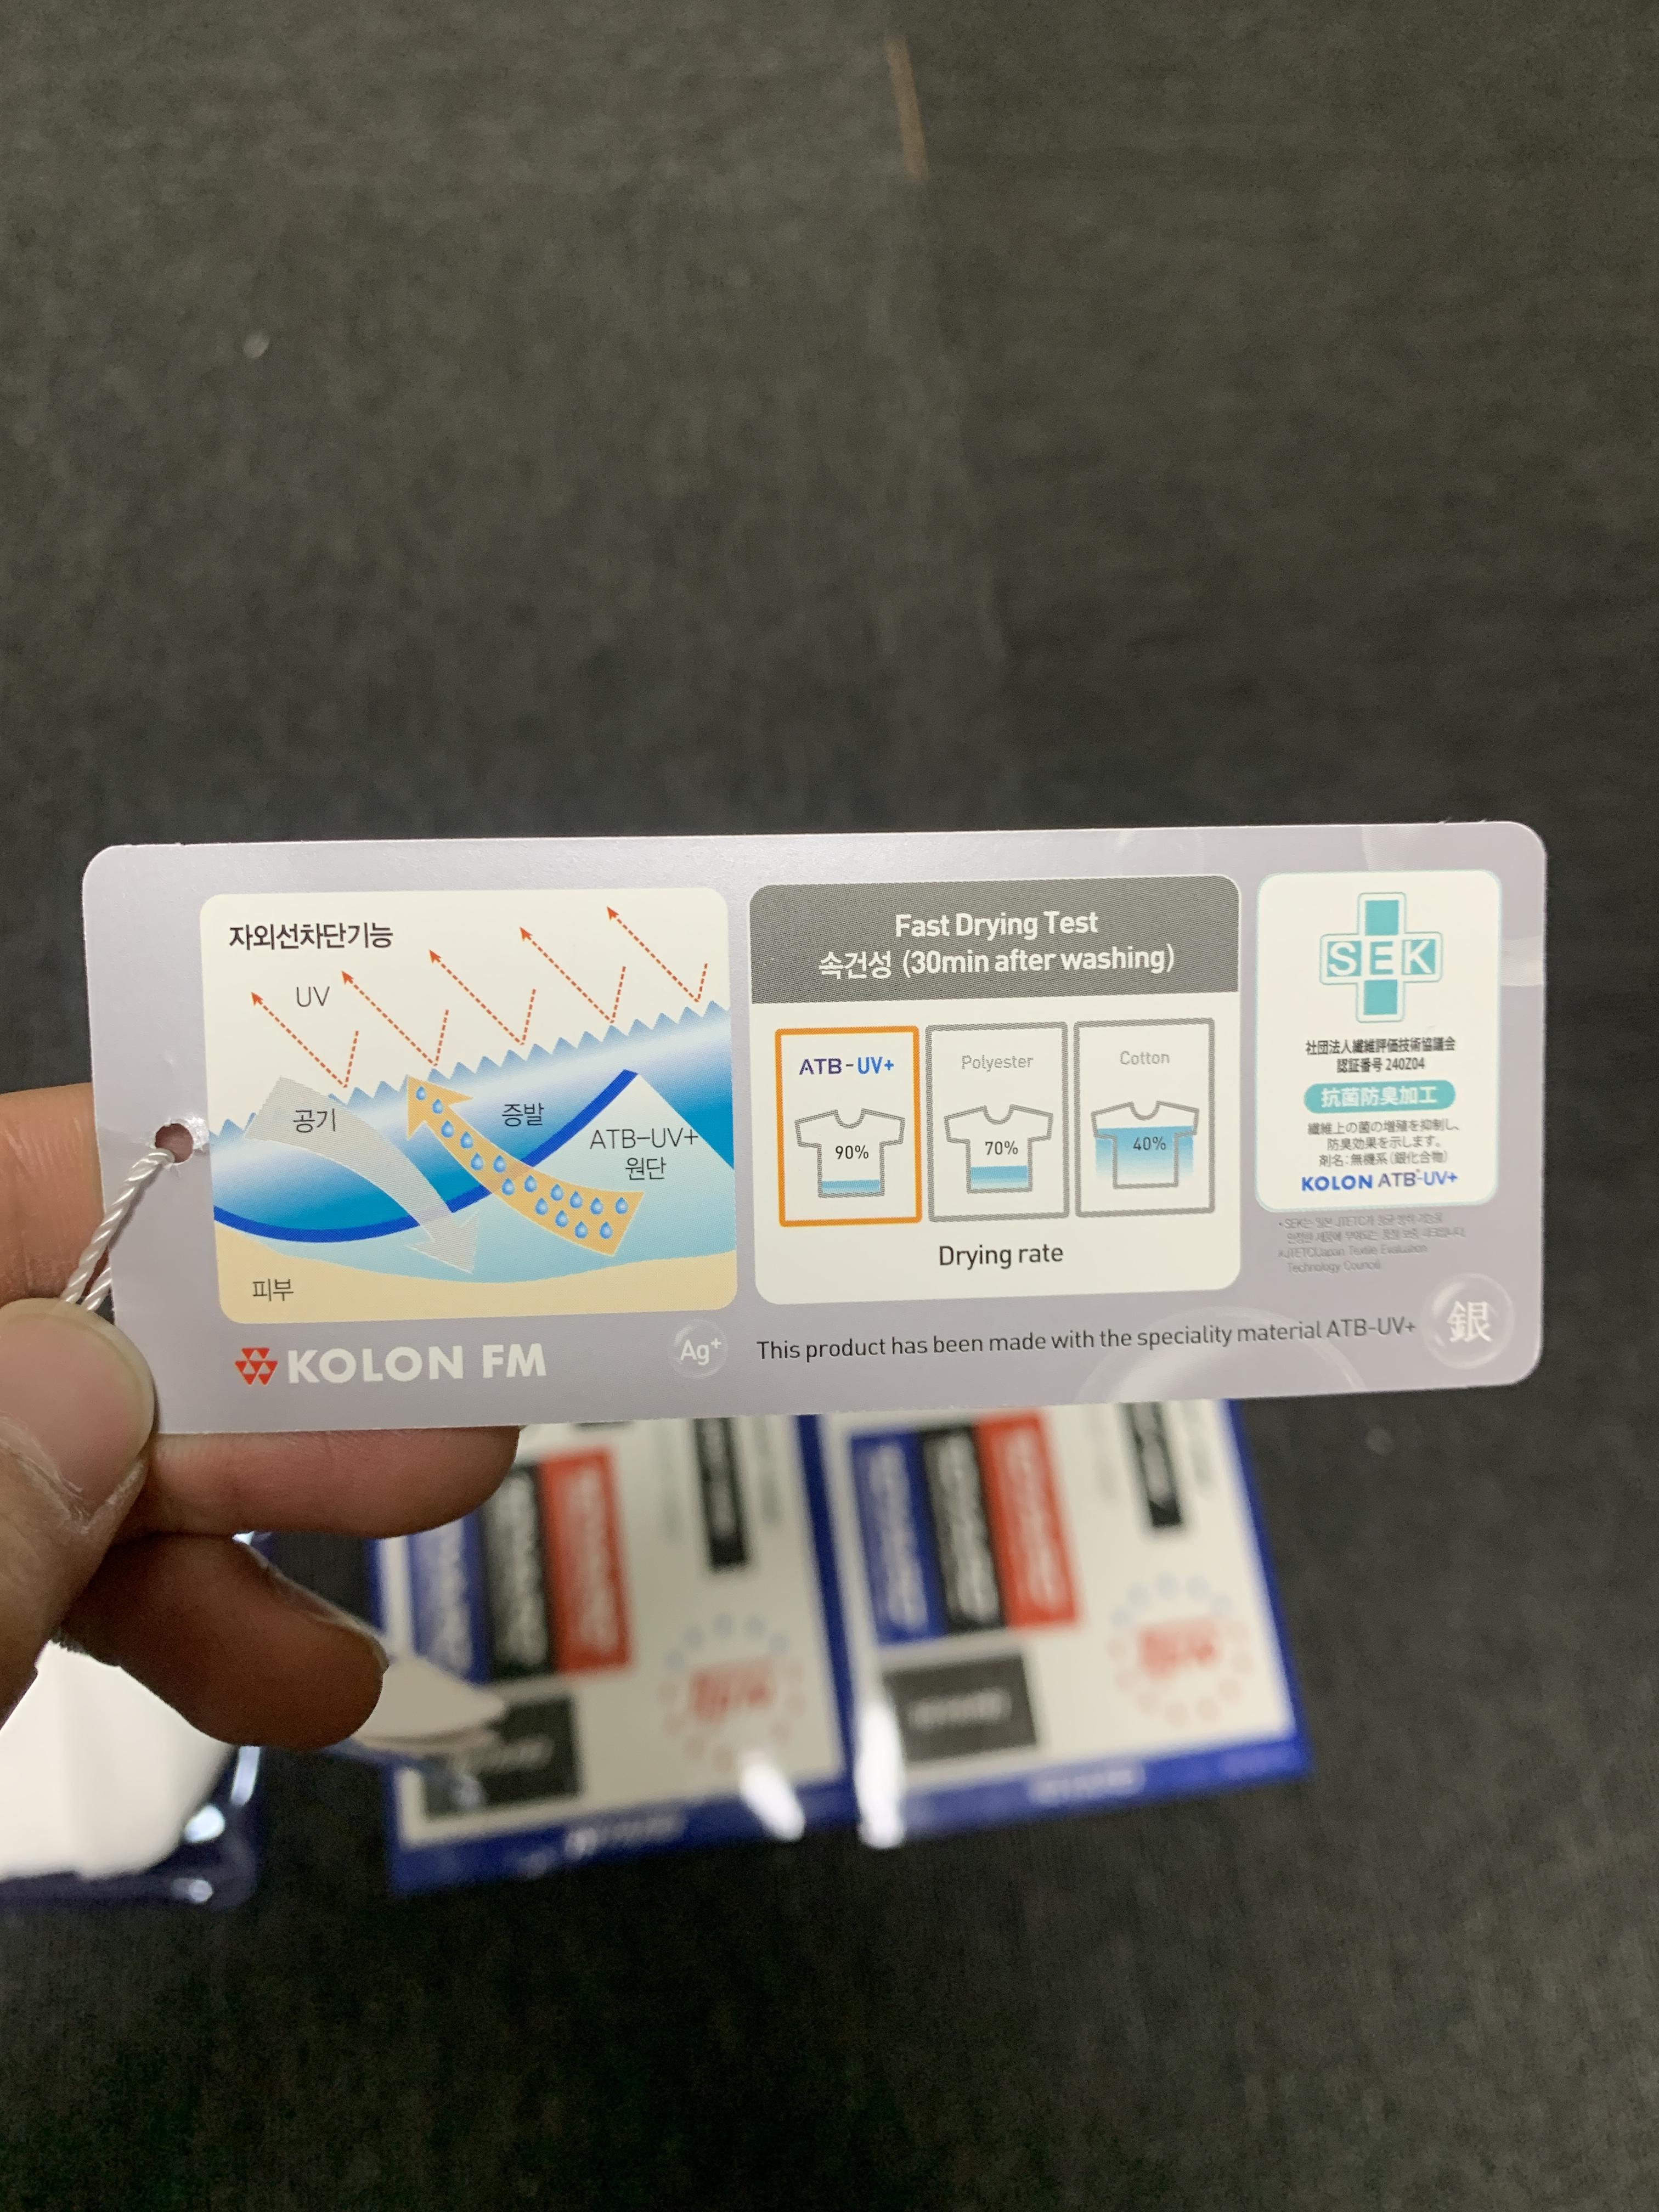 자외선차단기능
UV
공기
증발
ATB-UV+
원단
피부
KOLON FM
Ag+
Fast Drying Test
속건성 (30min after washing)
ATB-UV+
90%
Polyester
70%
Cotton
40%
Drying rate
This product has been made with the speciality material ATB-UV+
銀
SEK
社団法人繊維評価技術協議会
認証番号 240Z04
抗菌防臭加工
繊維上の菌の増殖を抑制し、
防臭効果を示します。
剤名:無機系(銀化合物)
KOLON ATB-UV+
Technology Council